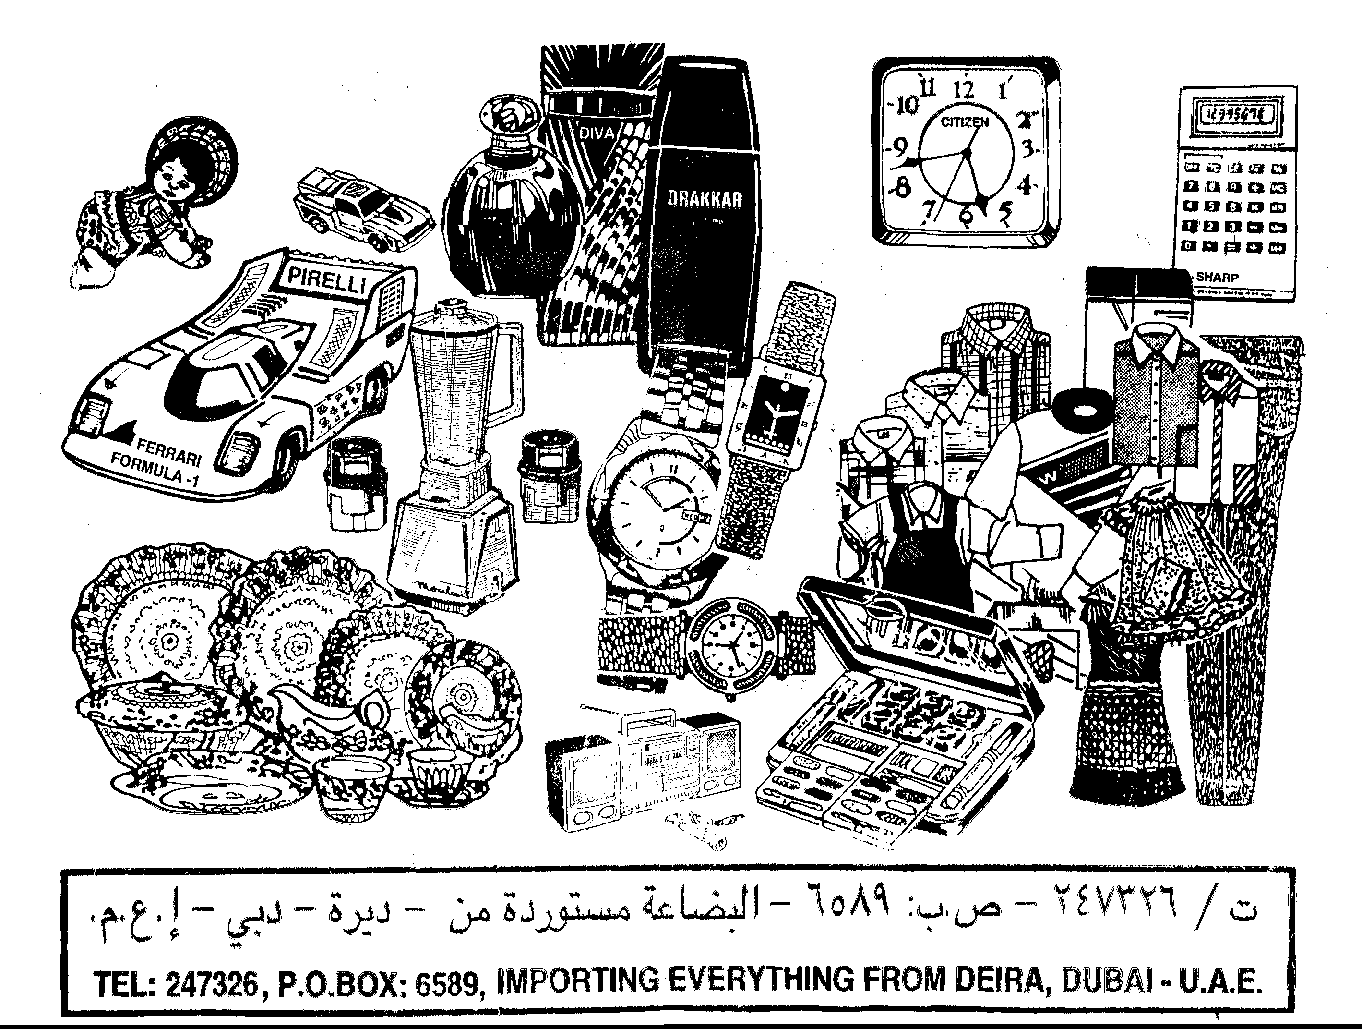 DIVA
DRAKKAR
11 12 1
10 2
9 3
8 4
7 6 5
CITIZEN
SHARP
PIRELLI
FERRARI
FORMULA -1
W
ت / ٢٤٧٣٢٦ - ص.ب: ٦٥٨٩ - البضاعة مستوردة من - ديرة - دبي - إ.ع.م.
TEL: 247326, P.O.BOX: 6589, IMPORTING EVERYTHING FROM DEIRA, DUBAI - U.A.E.